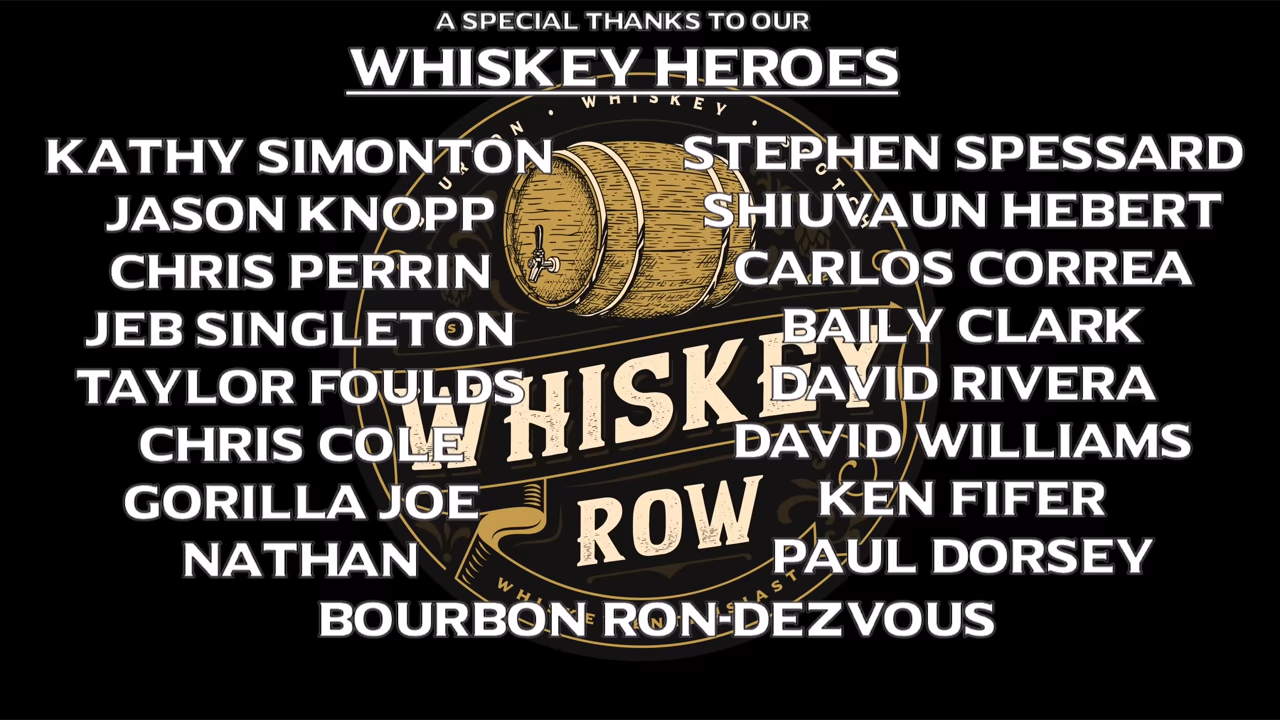 A SPECIAL THANKS TO OUR
WHISKEY HEROES
KATHY SIMONTON
JASON KNOPP
CHRIS PERRIN
JEB SINGLETON
TAYLOR FOULDS
CHRIS COLE
GORILLA JOE
NATHAN
STEPHEN SPESSARD
SHIUVAUN HEBERT
CARLOS CORREA
BAILY CLARK
DAVID RIVERA
DAVID WILLIAMS
KEN FIFER
PAUL DORSEY
BOURBON RON-DEZVOUS
WHISKEY
WHISKEY
ROW